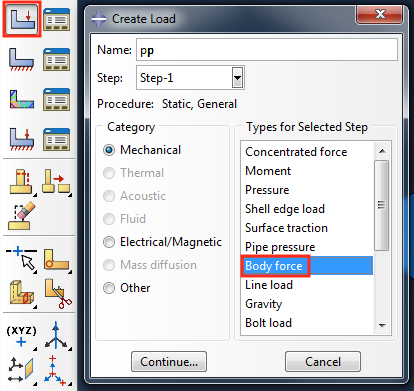 Create Load
Name: pp
Step: Step-1
Procedure: Static, General
Category
Mechanical
Thermal
Acoustic
Fluid
Electrical/Magnetic
Mass diffusion
Other
Types for Selected Step
Concentrated force
Moment
Pressure
Shell edge load
Surface traction
Pipe pressure
Body force
Line load
Gravity
Bolt load
Continue...
Cancel
(XYZ)